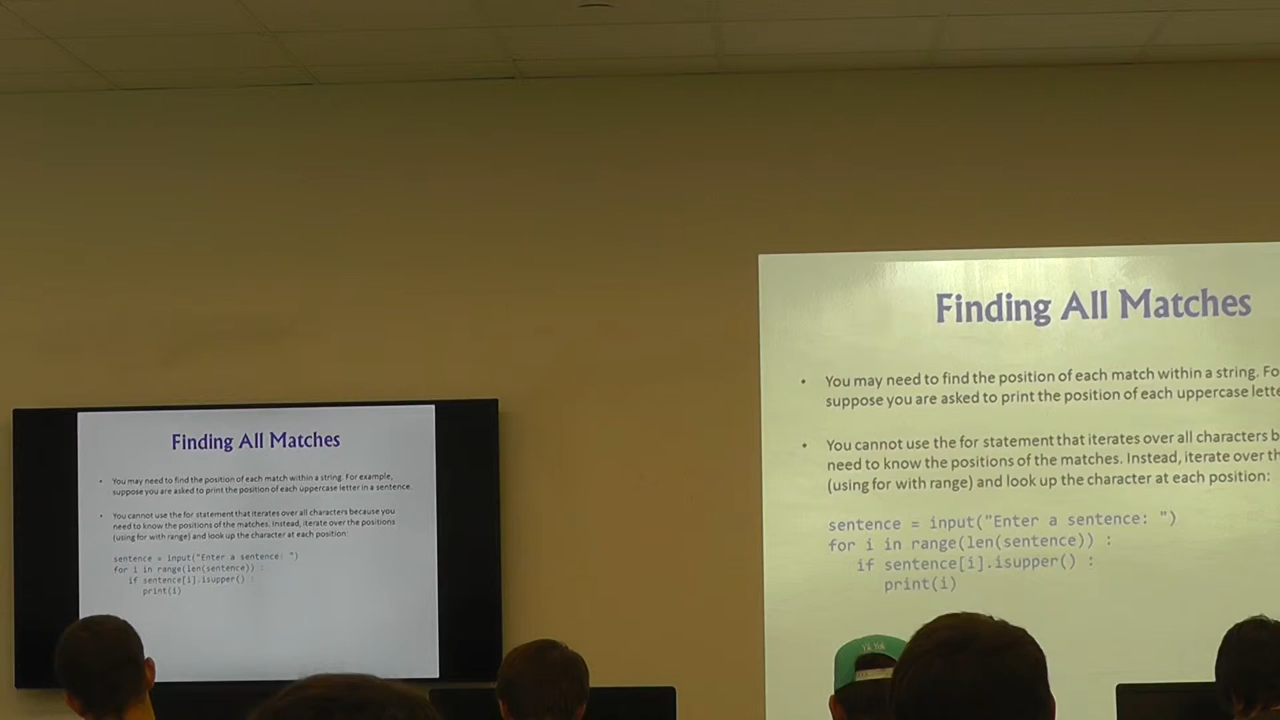 Finding All Matches
• You may need to find the position of each match within a string. For example,
suppose you are asked to print the position of each uppercase letter in a sentence.
• You cannot use the for statement that iterates over all characters because you
need to know the positions of the matches. Instead, iterate over the positions
(using for with range) and look up the character at each position:
sentence = input("Enter a sentence: ")
for i in range(len(sentence)) :
if sentence[i].isupper() :
print(i)
Finding All Matches
• You may need to find the position of each match within a string. Fo
suppose you are asked to print the position of each uppercase lette
• You cannot use the for statement that iterates over all characters b
need to know the positions of the matches. Instead, iterate over th
(using for with range) and look up the character at each position:
sentence = input("Enter a sentence: ")
for i in range(len(sentence)) :
if sentence[i].isupper() :
print(i)